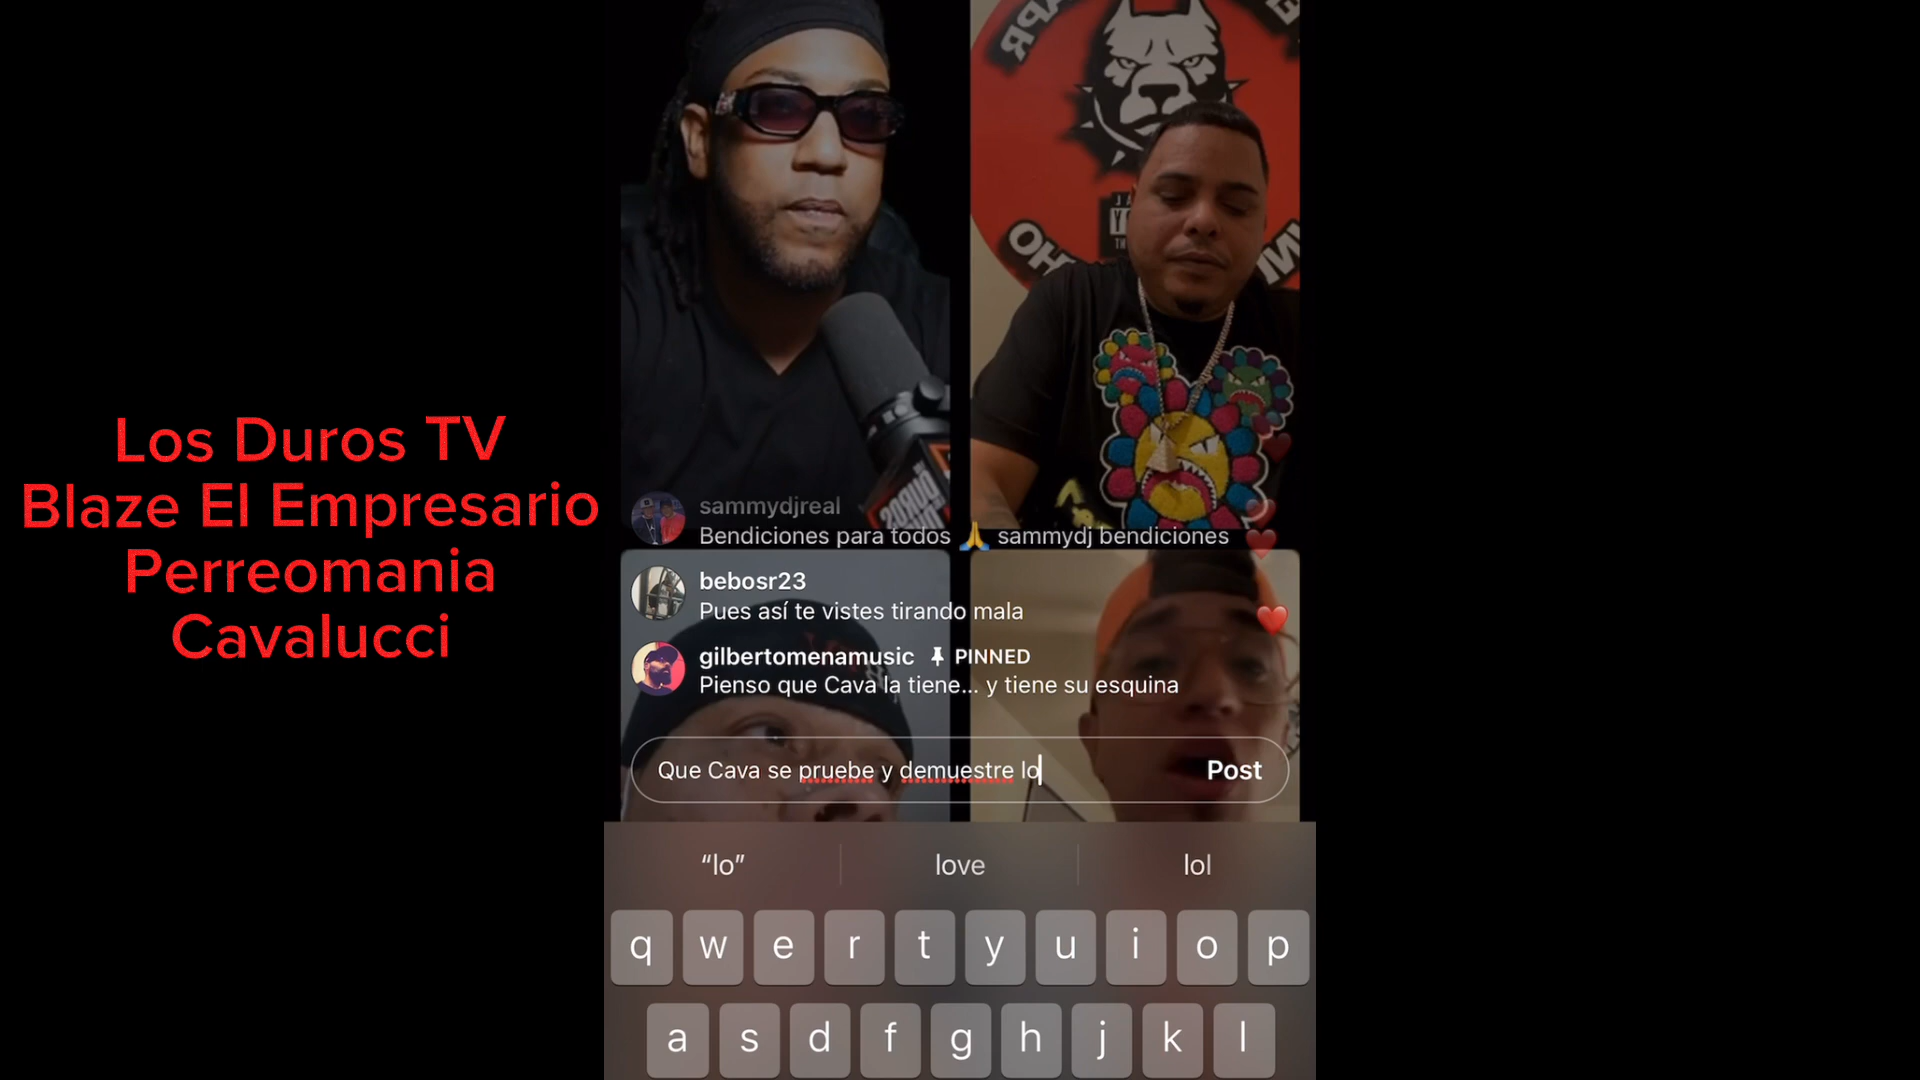 Los Duros TV
Blaze El Empresario
Perreomania
Cavalucci
sammydjreal
Bendiciones para todos 🙏 sammydj bendiciones
bebosr23
Pues así te vistes tirando mala
gilbertomenamusic PINNED
Pienso que Cava la tiene... y tiene su esquina
Que Cava se pruebe y demuestre lo
Post
“lo” love lol
q w e r t y u i o p
a s d f g h j k l